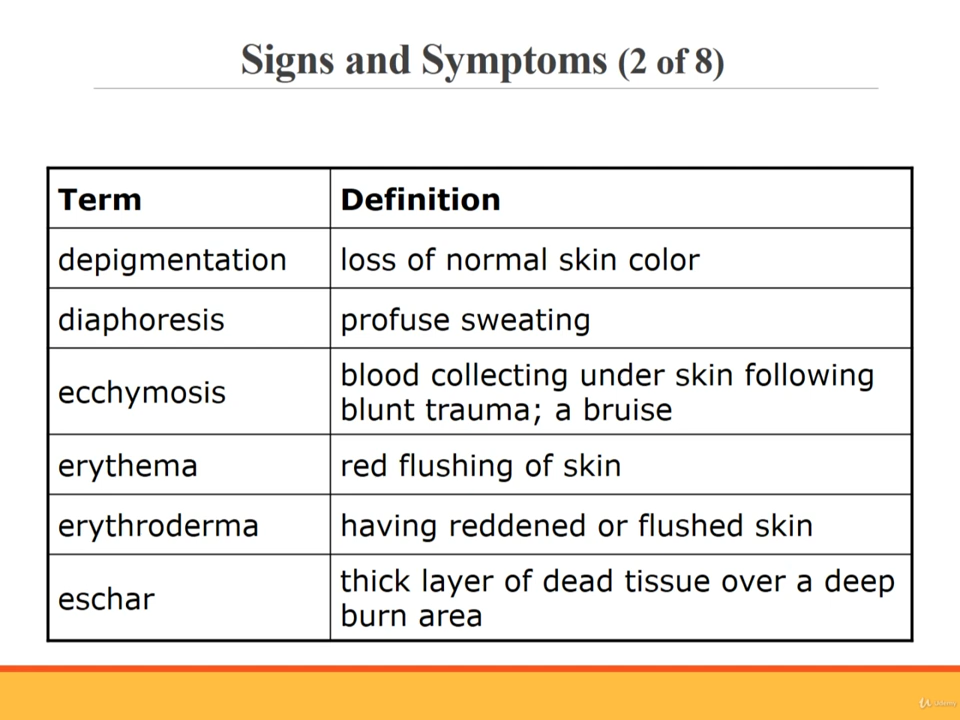 Signs and Symptoms (2 of 8)
Term Definition
depigmentation loss of normal skin color
diaphoresis profuse sweating
ecchymosis blood collecting under skin following
blunt trauma; a bruise
erythema red flushing of skin
erythroderma having reddened or flushed skin
eschar thick layer of dead tissue over a deep
burn area
Udemy